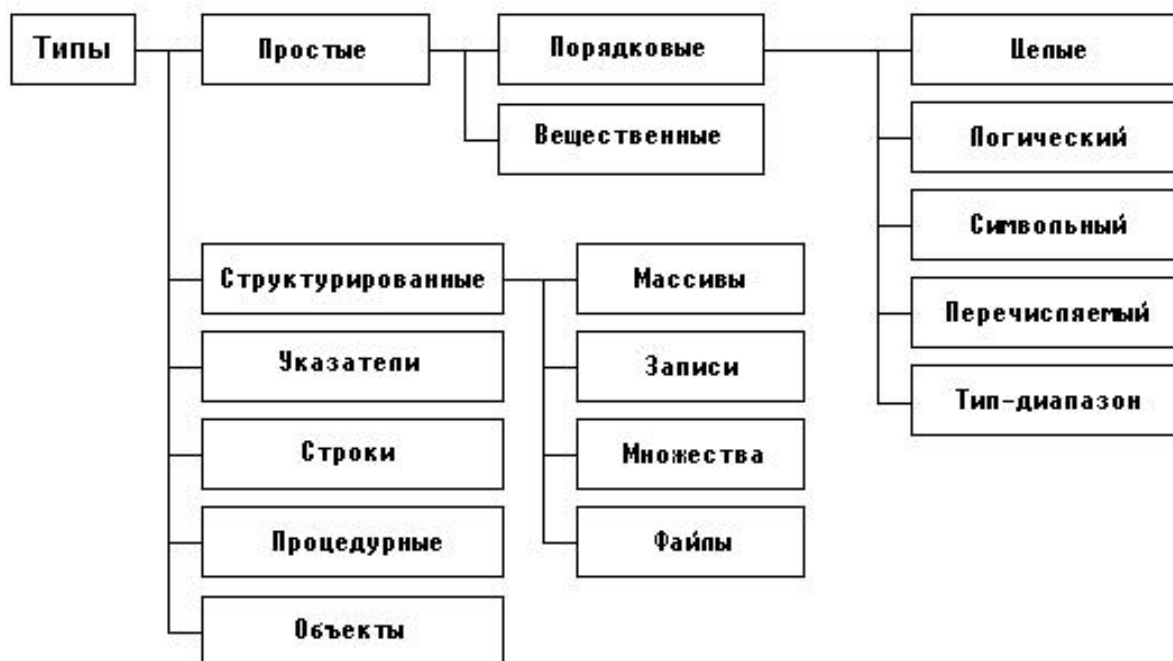 Типы
Простые
Порядковые
Целые
Вещественные
Логический
Символьный
Структурированные
Массивы
Перечисляемый
Указатели
Записи
Тип-диапазон
Строки
Множества
Процедурные
Файлы
Объекты